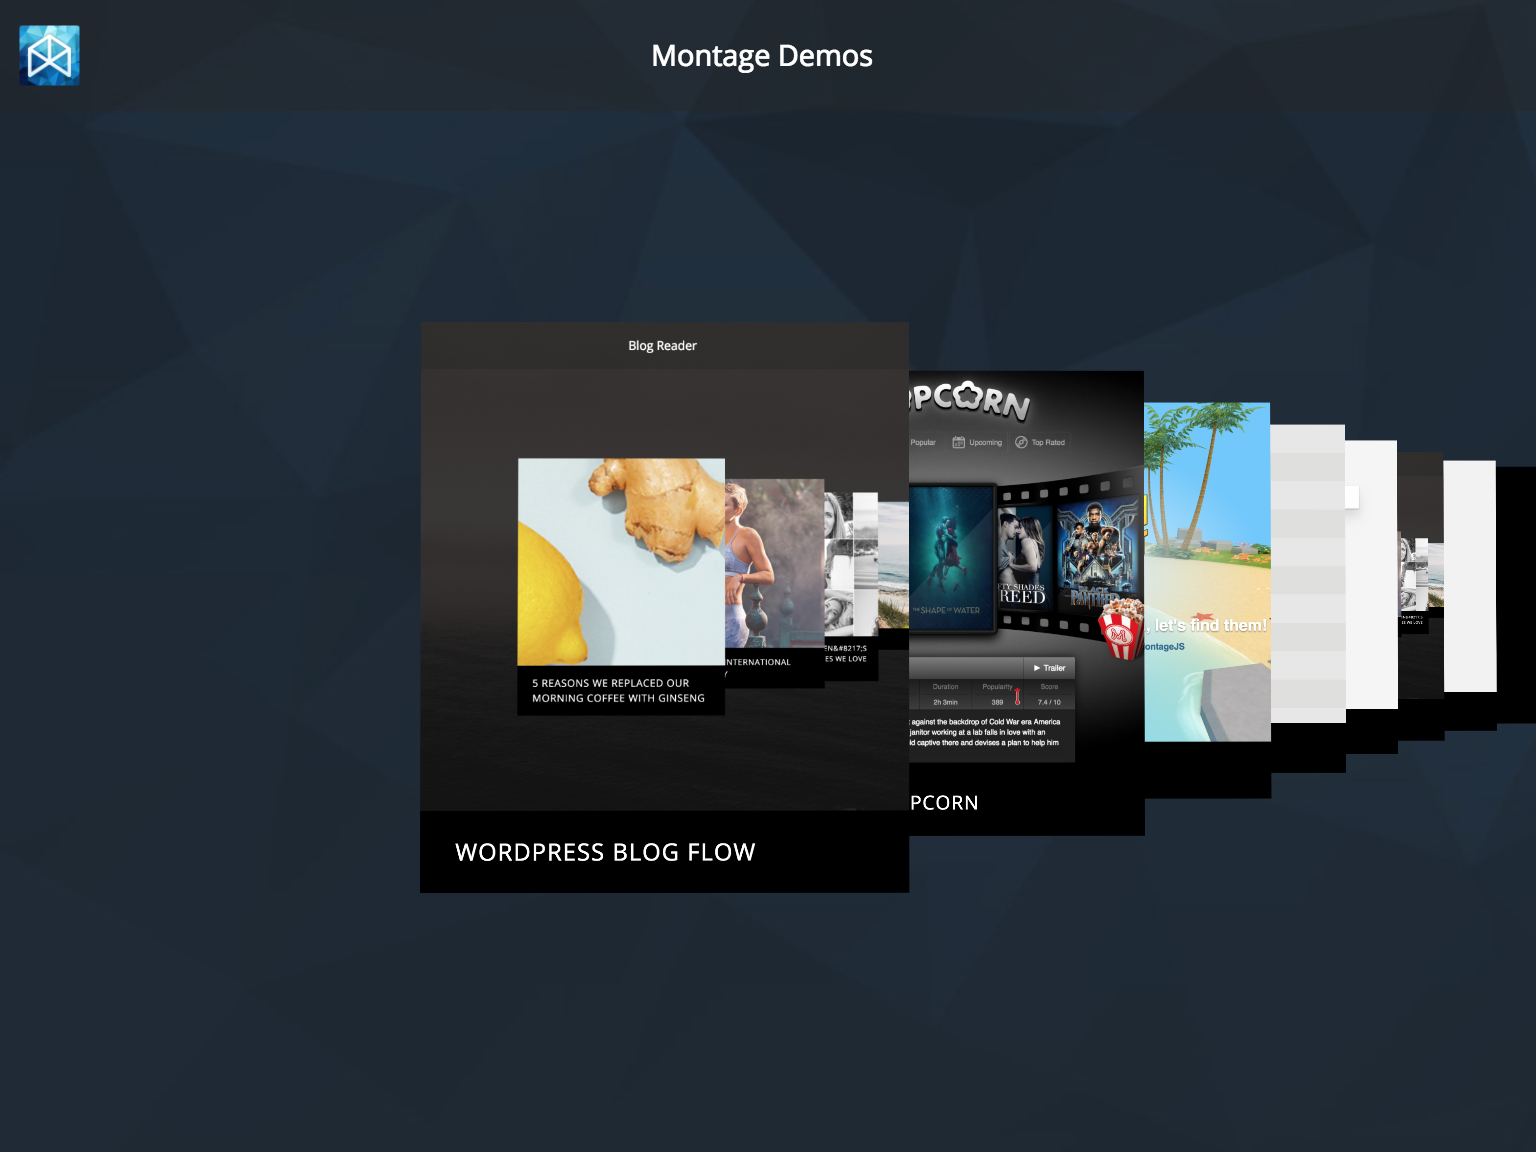 Montage Demos
Blog Reader
5 REASONS WE REPLACED OUR
MORNING COFFEE WITH GINSENG
NTERNATIONAL
EN&#8217;S
ES WE LOVE
WORDPRESS BLOG FLOW
PCORN
Popular
Upcoming
Top Rated
THE SHAPE OF WATER
TY SHADES
REED
BLACK PANTHER
Trailer
Duration
Popularity
Score
2h 3min
389
7.4 / 10
against the backdrop of Cold War era America
janitor working at a lab falls in love with an
ld captive there and devises a plan to help him
PCORN
, let's find them!
ontageJS